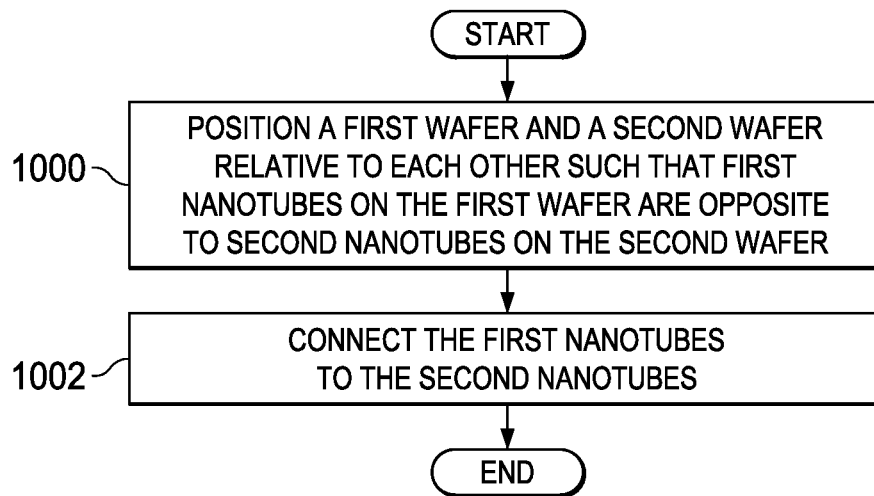 START
1000
POSITION A FIRST WAFER AND A SECOND WAFER
RELATIVE TO EACH OTHER SUCH THAT FIRST
NANOTUBES ON THE FIRST WAFER ARE OPPOSITE
TO SECOND NANOTUBES ON THE SECOND WAFER
1002
CONNECT THE FIRST NANOTUBES
TO THE SECOND NANOTUBES
END